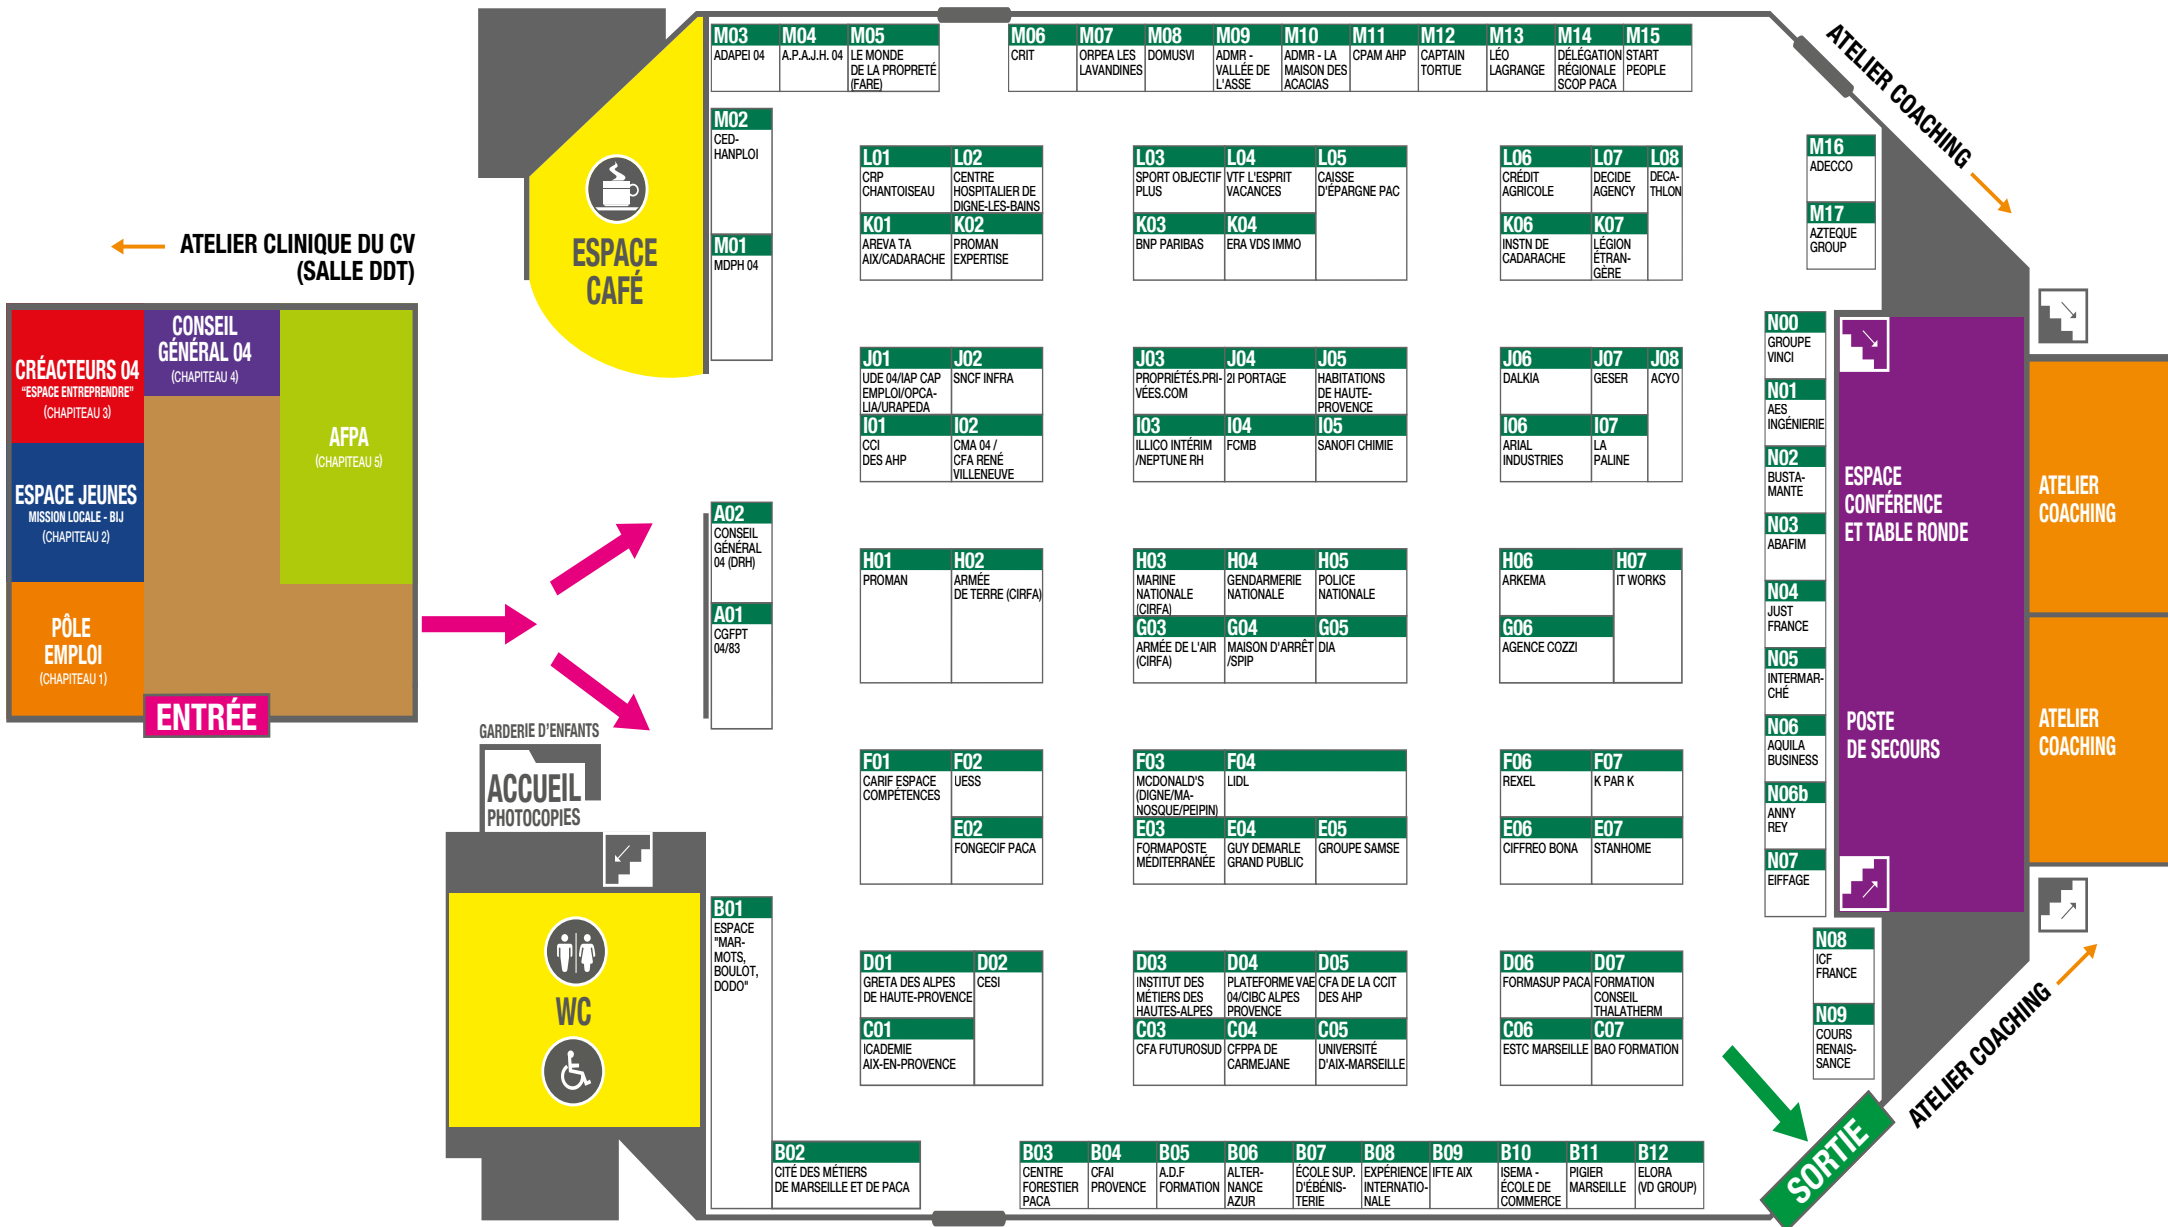 M03
ADAPEI 04
M04
A.P.A.J.H. 04
M05
LE MONDE
DE LA PROPRETÉ
(FARE)
M06
CRIT
M07
ORPEA LES
LAVANDINES
M08
DOMUSVI
M09
ADMR -
VALLÉE DE
L'ASSE
M10
ADMR - LA
MAISON DES
ACACIAS
M11
CPAM AHP
M12
CAPTAIN
TORTUE
M13
LÉO
LAGRANGE
M14
DÉLÉGATION
RÉGIONALE
SCOP PACA
M15
START
PEOPLE
ATELIER COACHING
M02
CED-
HANPLOI
M01
MDPH 04
ESPACE
CAFÉ
L01
CRP
CHANTOISEAU
L02
CENTRE
HOSPITALIER DE
DIGNE-LES-BAINS
K01
AREVA TA
AIX/CADARACHE
K02
PROMAN
EXPERTISE
L03
SPORT OBJECTIF
PLUS
L04
VTF L'ESPRIT
VACANCES
L05
CAISSE
D'ÉPARGNE PAC
K03
BNP PARIBAS
K04
ERA VDS IMMO
L06
CRÉDIT
AGRICOLE
L07
DECIDE
AGENCY
L08
DECA-
THLON
K06
INSTN DE
CADARACHE
K07
LÉGION
ÉTRAN-
GÈRE
M16
ADECCO
M17
AZTEQUE
GROUP
ATELIER CLINIQUE DU CV
(SALLE DDT)
CRÉACTEURS 04
"ESPACE ENTREPRENDRE"
(CHAPITEAU 3)
CONSEIL
GÉNÉRAL 04
(CHAPITEAU 4)
AFPA
(CHAPITEAU 5)
ESPACE JEUNES
MISSION LOCALE - BIJ
(CHAPITEAU 2)
PÔLE
EMPLOI
(CHAPITEAU 1)
ENTRÉE
J01
UDE 04/IAP CAP
EMPLOI/OPCA-
LIA/URAPEDA
J02
SNCF INFRA
I01
CCI
DES AHP
I02
CMA 04 /
CFA RENÉ
VILLENEUVE
J03
PROPRIÉTÉS.PRI-
VÉES.COM
J04
2I PORTAGE
J05
HABITATIONS
DE HAUTE-
PROVENCE
I03
ILLICO INTÉRIM
/NEPTUNE RH
I04
FCMB
I05
SANOFI CHIMIE
J06
DALKIA
J07
GESER
J08
ACYO
I06
ARIAL
INDUSTRIES
I07
LA
PALINE
N00
GROUPE
VINCI
N01
AES
INGÉNIERIE
N02
BUSTA-
MANTE
N03
ABAFIM
N04
JUST
FRANCE
N05
INTERMAR-
CHÉ
N06
AQUILA
BUSINESS
N06b
ANNY
REY
N07
EIFFAGE
ESPACE
CONFÉRENCE
ET TABLE RONDE
POSTE
DE SECOURS
ATELIER
COACHING
ATELIER
COACHING
A02
CONSEIL
GÉNÉRAL
04 (DRH)
A01
CGFPT
04/83
H01
PROMAN
H02
ARMÉE
DE TERRE (CIRFA)
H03
MARINE
NATIONALE
(CIRFA)
H04
GENDARMERIE
NATIONALE
H05
POLICE
NATIONALE
G03
ARMÉE DE L'AIR
(CIRFA)
G04
MAISON D'ARRÊT
/SPIP
G05
DIA
H06
ARKEMA
H07
IT WORKS
G06
AGENCE COZZI
GARDERIE D'ENFANTS
ACCUEIL
PHOTOCOPIES
F01
CARIF ESPACE
COMPÉTENCES
F02
UESS
E02
FONGECIF PACA
F03
MCDONALD'S
(DIGNE/MA-
NOSQUE/PEIPIN)
F04
LIDL
E03
FORMAPOSTE
MÉDITERRANÉE
E04
GUY DEMARLE
GRAND PUBLIC
E05
GROUPE SAMSE
F06
REXEL
F07
K PAR K
E06
CIFFREO BONA
E07
STANHOME
WC
B01
ESPACE
"MAR-
MOTS,
BOULOT,
DODO"
D01
GRETA DES ALPES
DE HAUTE-PROVENCE
D02
CESI
C01
ICADEMIE
AIX-EN-PROVENCE
D03
INSTITUT DES
MÉTIERS DES
HAUTES-ALPES
D04
PLATEFORME VAE
04/CIBC ALPES
PROVENCE
D05
CFA DE LA CCIT
DES AHP
C03
CFA FUTUROSUD
C04
CFPPA DE
CARMEJANE
C05
UNIVERSITÉ
D'AIX-MARSEILLE
D06
FORMASUP PACA
D07
FORMATION
CONSEIL
THALATHERM
C06
ESTC MARSEILLE
C07
BAO FORMATION
N08
ICF
FRANCE
N09
COURS
RENAIS-
SANCE
ATELIER COACHING
SORTIE
B02
CITÉ DES MÉTIERS
DE MARSEILLE ET DE PACA
B03
CENTRE
FORESTIER
PACA
B04
CFAI
PROVENCE
B05
A.D.F
FORMATION
B06
ALTER-
NANCE
AZUR
B07
ÉCOLE SUP.
D'ÉBÉNIS-
TERIE
B08
EXPÉRIENCE
INTERNATIO-
NALE
B09
IFTE AIX
B10
ISEMA -
ÉCOLE DE
COMMERCE
B11
PIGIER
MARSEILLE
B12
ELORA
(VD GROUP)